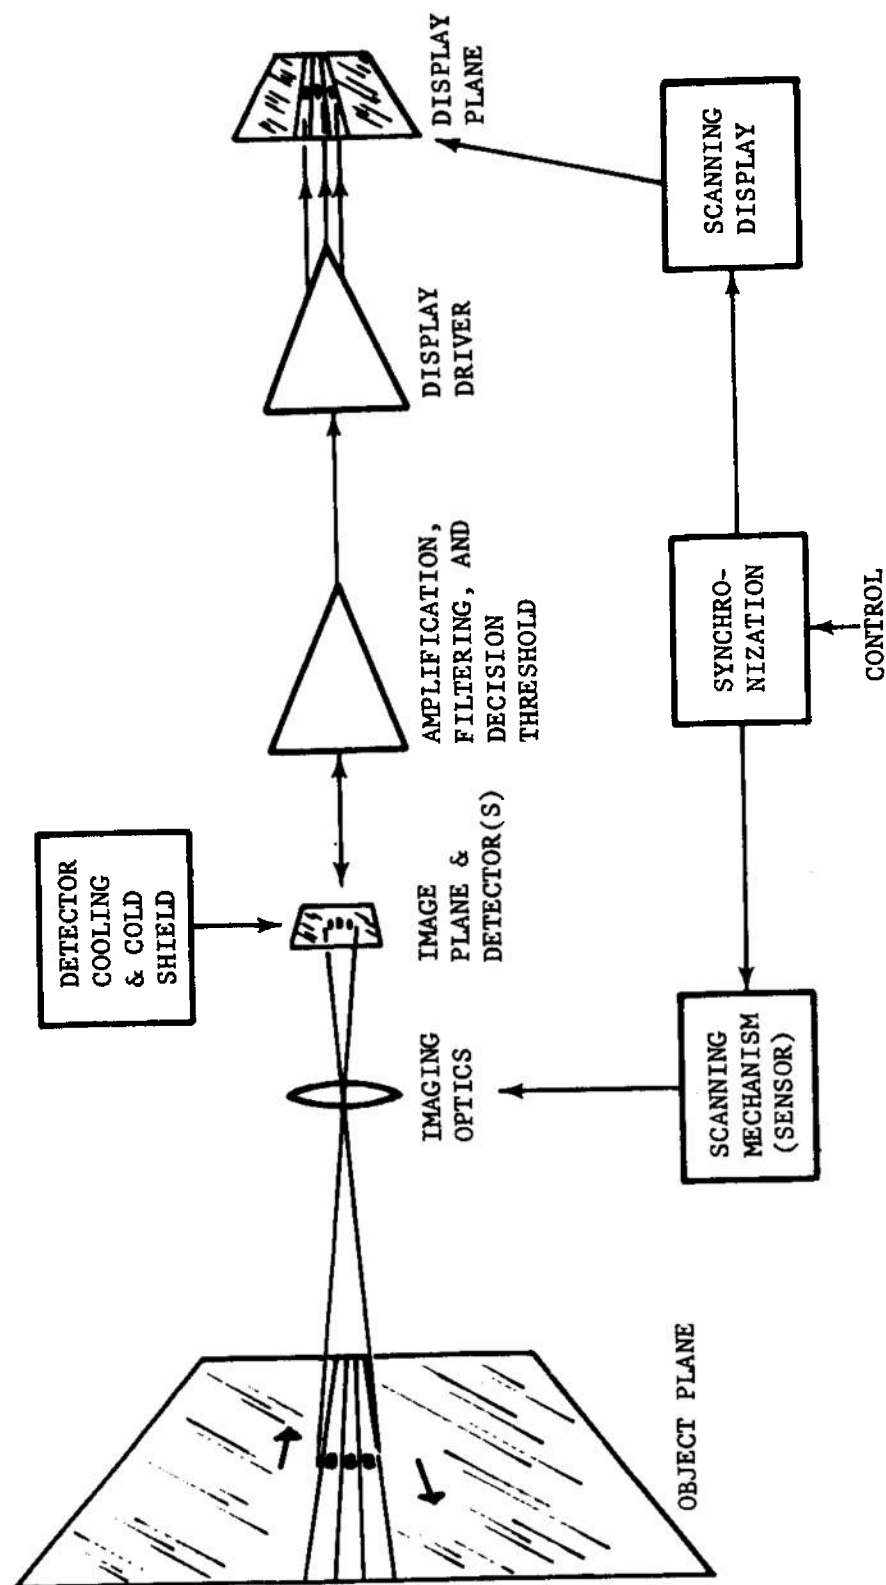 DETECTOR
COOLING
& COLD
SHIELD
OBJECT PLANE
IMAGING
OPTICS
IMAGE
PLANE &
DETECTOR(S)
AMPLIFICATION,
FILTERING, AND
DECISION
THRESHOLD
DISPLAY
DRIVER
DISPLAY
PLANE
SCANNING
MECHANISM
(SENSOR)
SYNCHRO-
NIZATION
CONTROL
SCANNING
DISPLAY